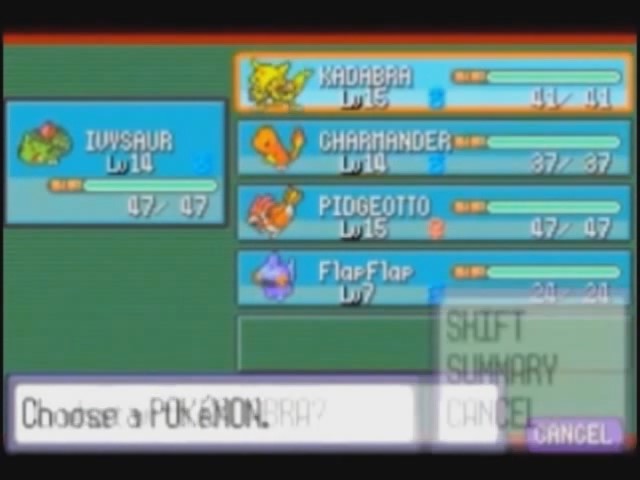 IVYSAUR
Lv14
47/ 47
KADABRA
Lv15
41/ 41
CHARMANDER
Lv14
37/ 37
PIDGEOTTO
Lv15
47/ 47
FlapFlap
Lv7
24/ 24
SHIFT
SUMMARY
CANCEL
Choose a POKéMON.
CANCEL